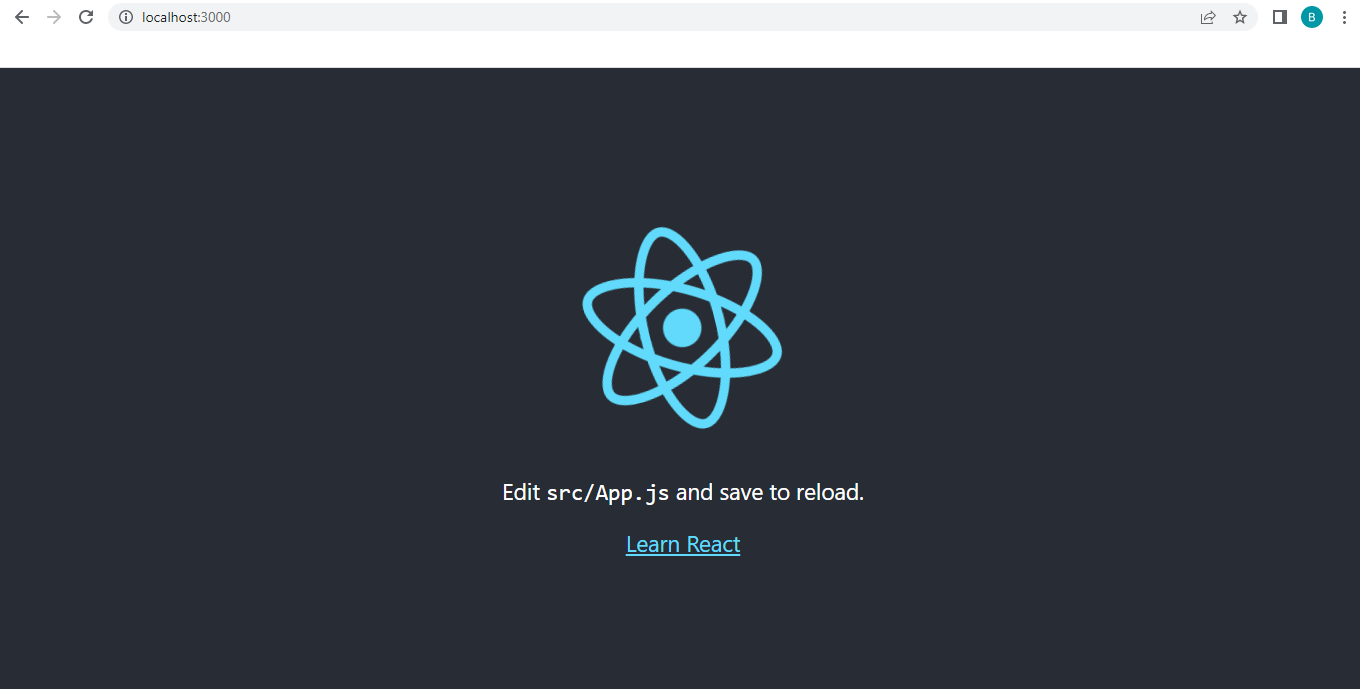 localhost:3000
B
Edit src/App.js and save to reload.
Learn React